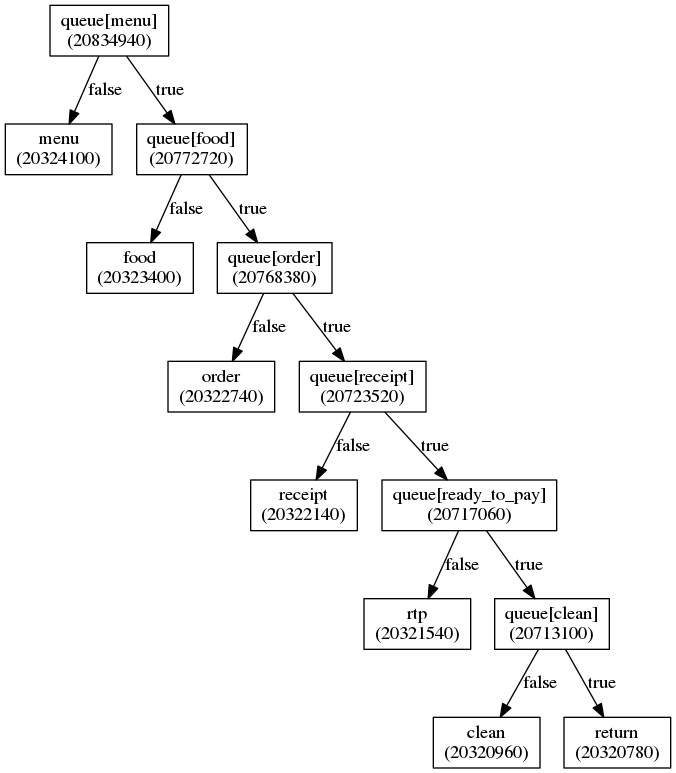 queue[menu]
(20834940)
false
true
menu
(20324100)
queue[food]
(20772720)
false
true
food
(20323400)
queue[order]
(20768380)
false
true
order
(20322740)
queue[receipt]
(20723520)
false
true
receipt
(20322140)
queue[ready_to_pay]
(20717060)
false
true
rtp
(20321540)
queue[clean]
(20713100)
false
true
clean
(20320960)
return
(20320780)